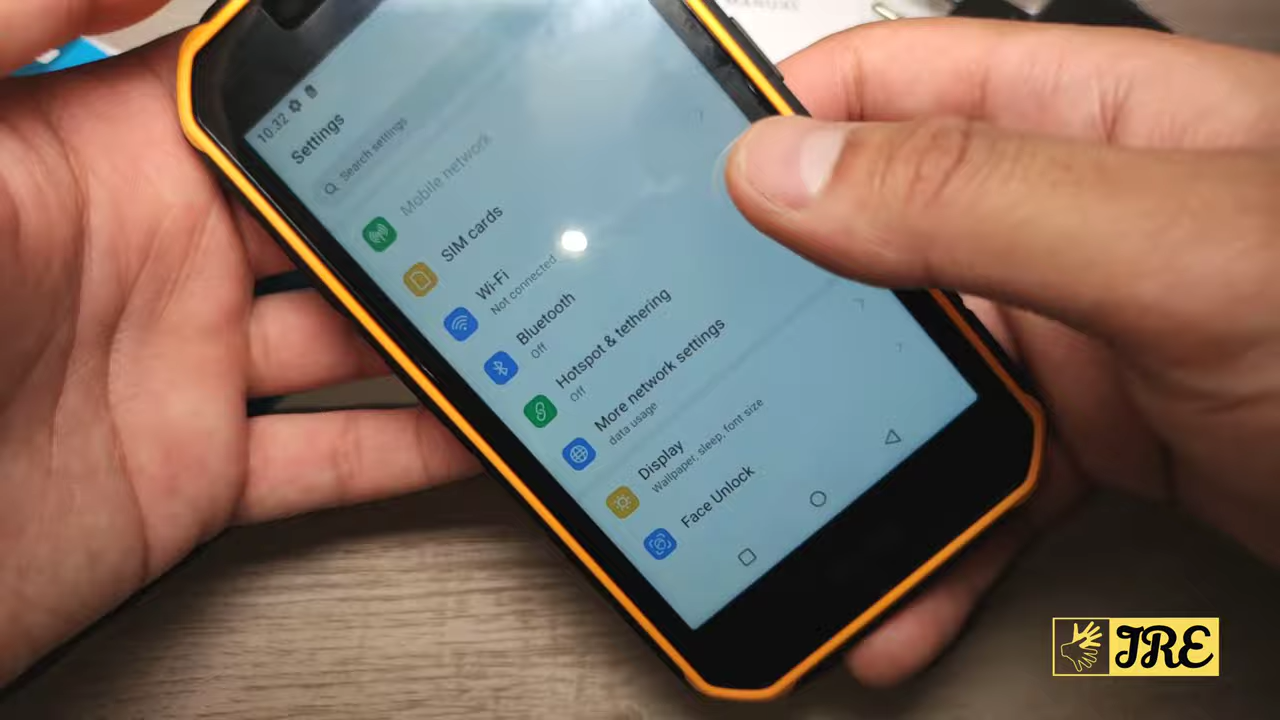 10:32
Settings
Search settings
Mobile network
SIM cards
Wi-Fi
Not connected
Bluetooth
Off
Hotspot & tethering
Off
More network settings
data usage
Display
Wallpaper, sleep, font size
Face Unlock
JRE